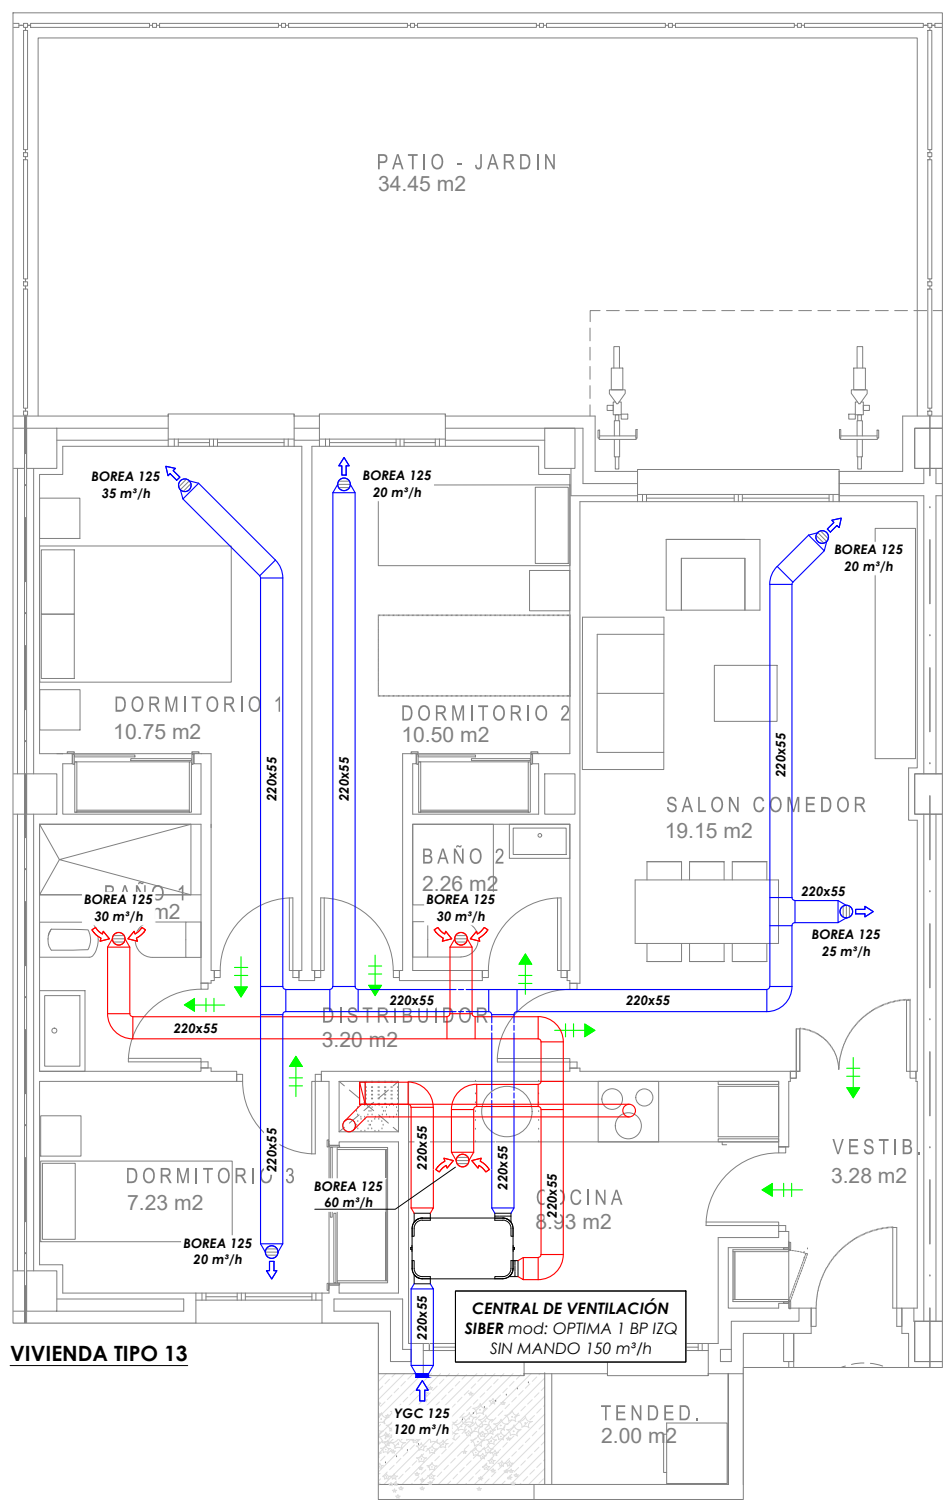 PATIO - JARDIN
34.45 m2
BOREA 125
35 m³/h
BOREA 125
20 m³/h
BOREA 125
20 m³/h
DORMITORIO 1
10.75 m2
DORMITORIO 2
10.50 m2
220x55
220x55
220x55
SALON COMEDOR
19.15 m2
BAÑO 1
m2
BOREA 125
30 m³/h
BAÑO 2
2.26 m2
BOREA 125
30 m³/h
220x55
BOREA 125
25 m³/h
220x55
220x55
220x55
DISTRIBUIDOR
3.20 m2
220x55
220x55
220x55
220x55
VESTIB.
3.28 m2
DORMITORIO 3
7.23 m2
BOREA 125
60 m³/h
COCINA
8.93 m2
BOREA 125
20 m³/h
220x55
CENTRAL DE VENTILACIÓN
SIBER mod: OPTIMA 1 BP IZQ
SIN MANDO 150 m³/h
VIVIENDA TIPO 13
YGC 125
120 m³/h
TENDED.
2.00 m2